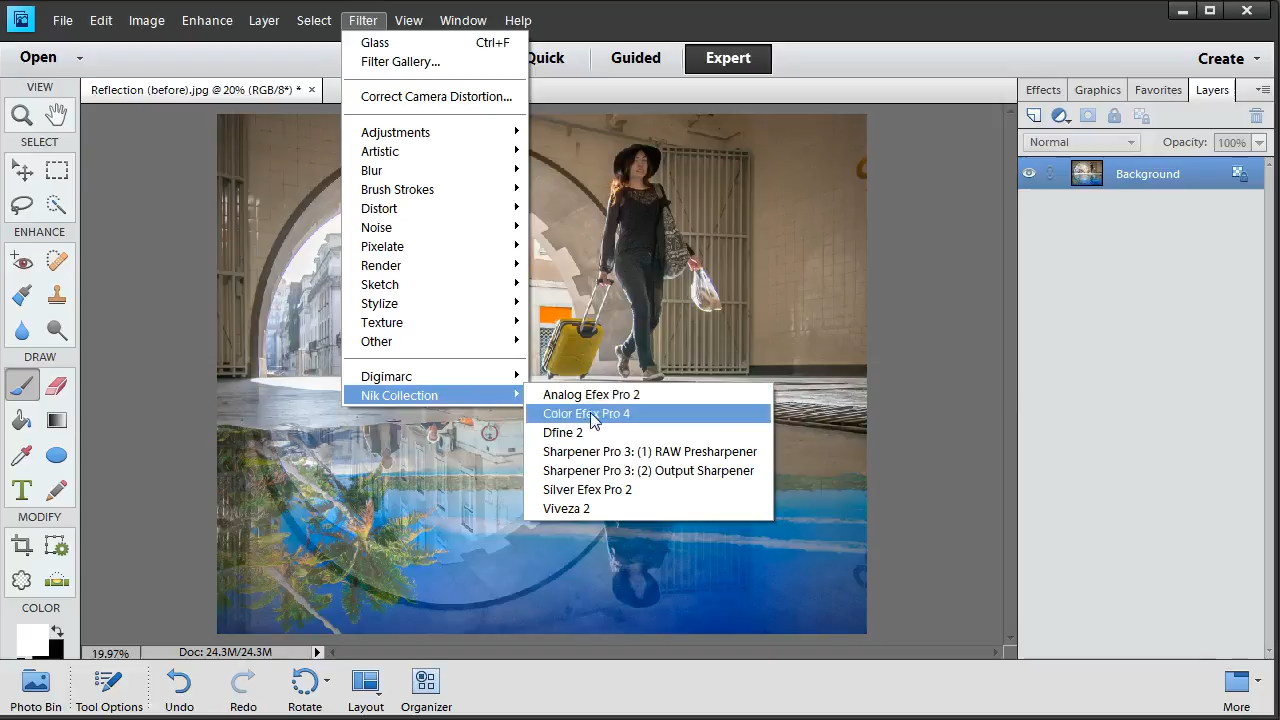 File Edit Image Enhance Layer Select Filter View Window Help
Open
Quick Guided Expert
Create
Glass Ctrl+F
Filter Gallery...
Correct Camera Distortion...
Adjustments
Artistic
Blur
Brush Strokes
Distort
Noise
Pixelate
Render
Sketch
Stylize
Texture
Other
Digimarc
Nik Collection
Analog Efex Pro 2
Color Efex Pro 4
Dfine 2
Sharpener Pro 3: (1) RAW Presharpener
Sharpener Pro 3: (2) Output Sharpener
Silver Efex Pro 2
Viveza 2
VIEW
SELECT
ENHANCE
DRAW
MODIFY
COLOR
Reflection (before).jpg @ 20% (RGB/8*) *
Effects Graphics Favorites Layers
Normal Opacity: 100%
Background
19.97% Doc: 24.3M/24.3M
Photo Bin Tool Options Undo Redo Rotate Layout Organizer More